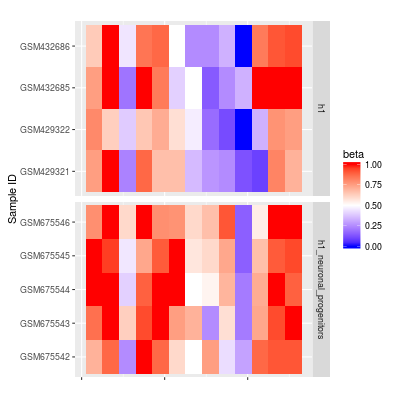 Sample ID
GSM432686
GSM432685
GSM429322
GSM429321
h1
GSM675546
GSM675545
GSM675544
GSM675543
GSM675542
h1_neuronal_progenitors
beta
1.00
0.75
0.50
0.25
0.00